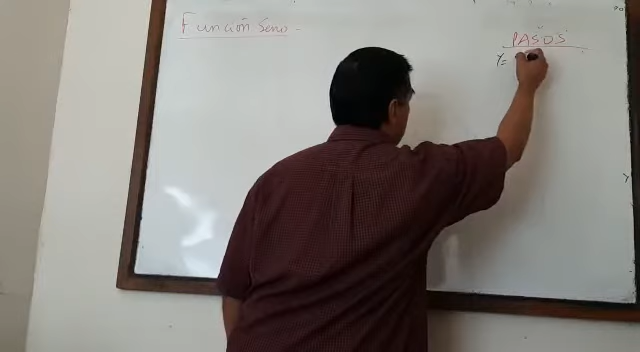 Función Seno -
PASOS
Y=